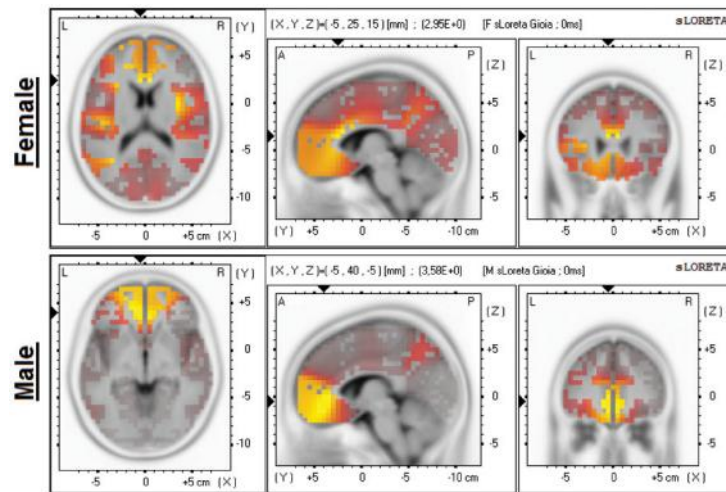 Female
L R (Y)
(X, Y, Z)=(-5, 25, 15) [mm] ; (2,95E+0) [F sLoreta Gioia ; 0ms]
sLORETA
A P (Z)
L R (Z)
+5
0
-5
-10
+5
0
-5
+5
0
-5
-5 0 +5 cm (X)
(Y) +5 0 -5 -10 cm
-5 0 +5 cm (X)
Male
L R (Y)
(X, Y, Z)=(-5, 40, -5) [mm] ; (3,58E+0) [M sLoreta Gioia ; 0ms]
sLORETA
A P (Z)
L R (Z)
+5
0
-5
-10
+5
0
-5
+5
0
-5
-5 0 +5 cm (X)
(Y) +5 0 -5 -10 cm
-5 0 +5 cm (X)